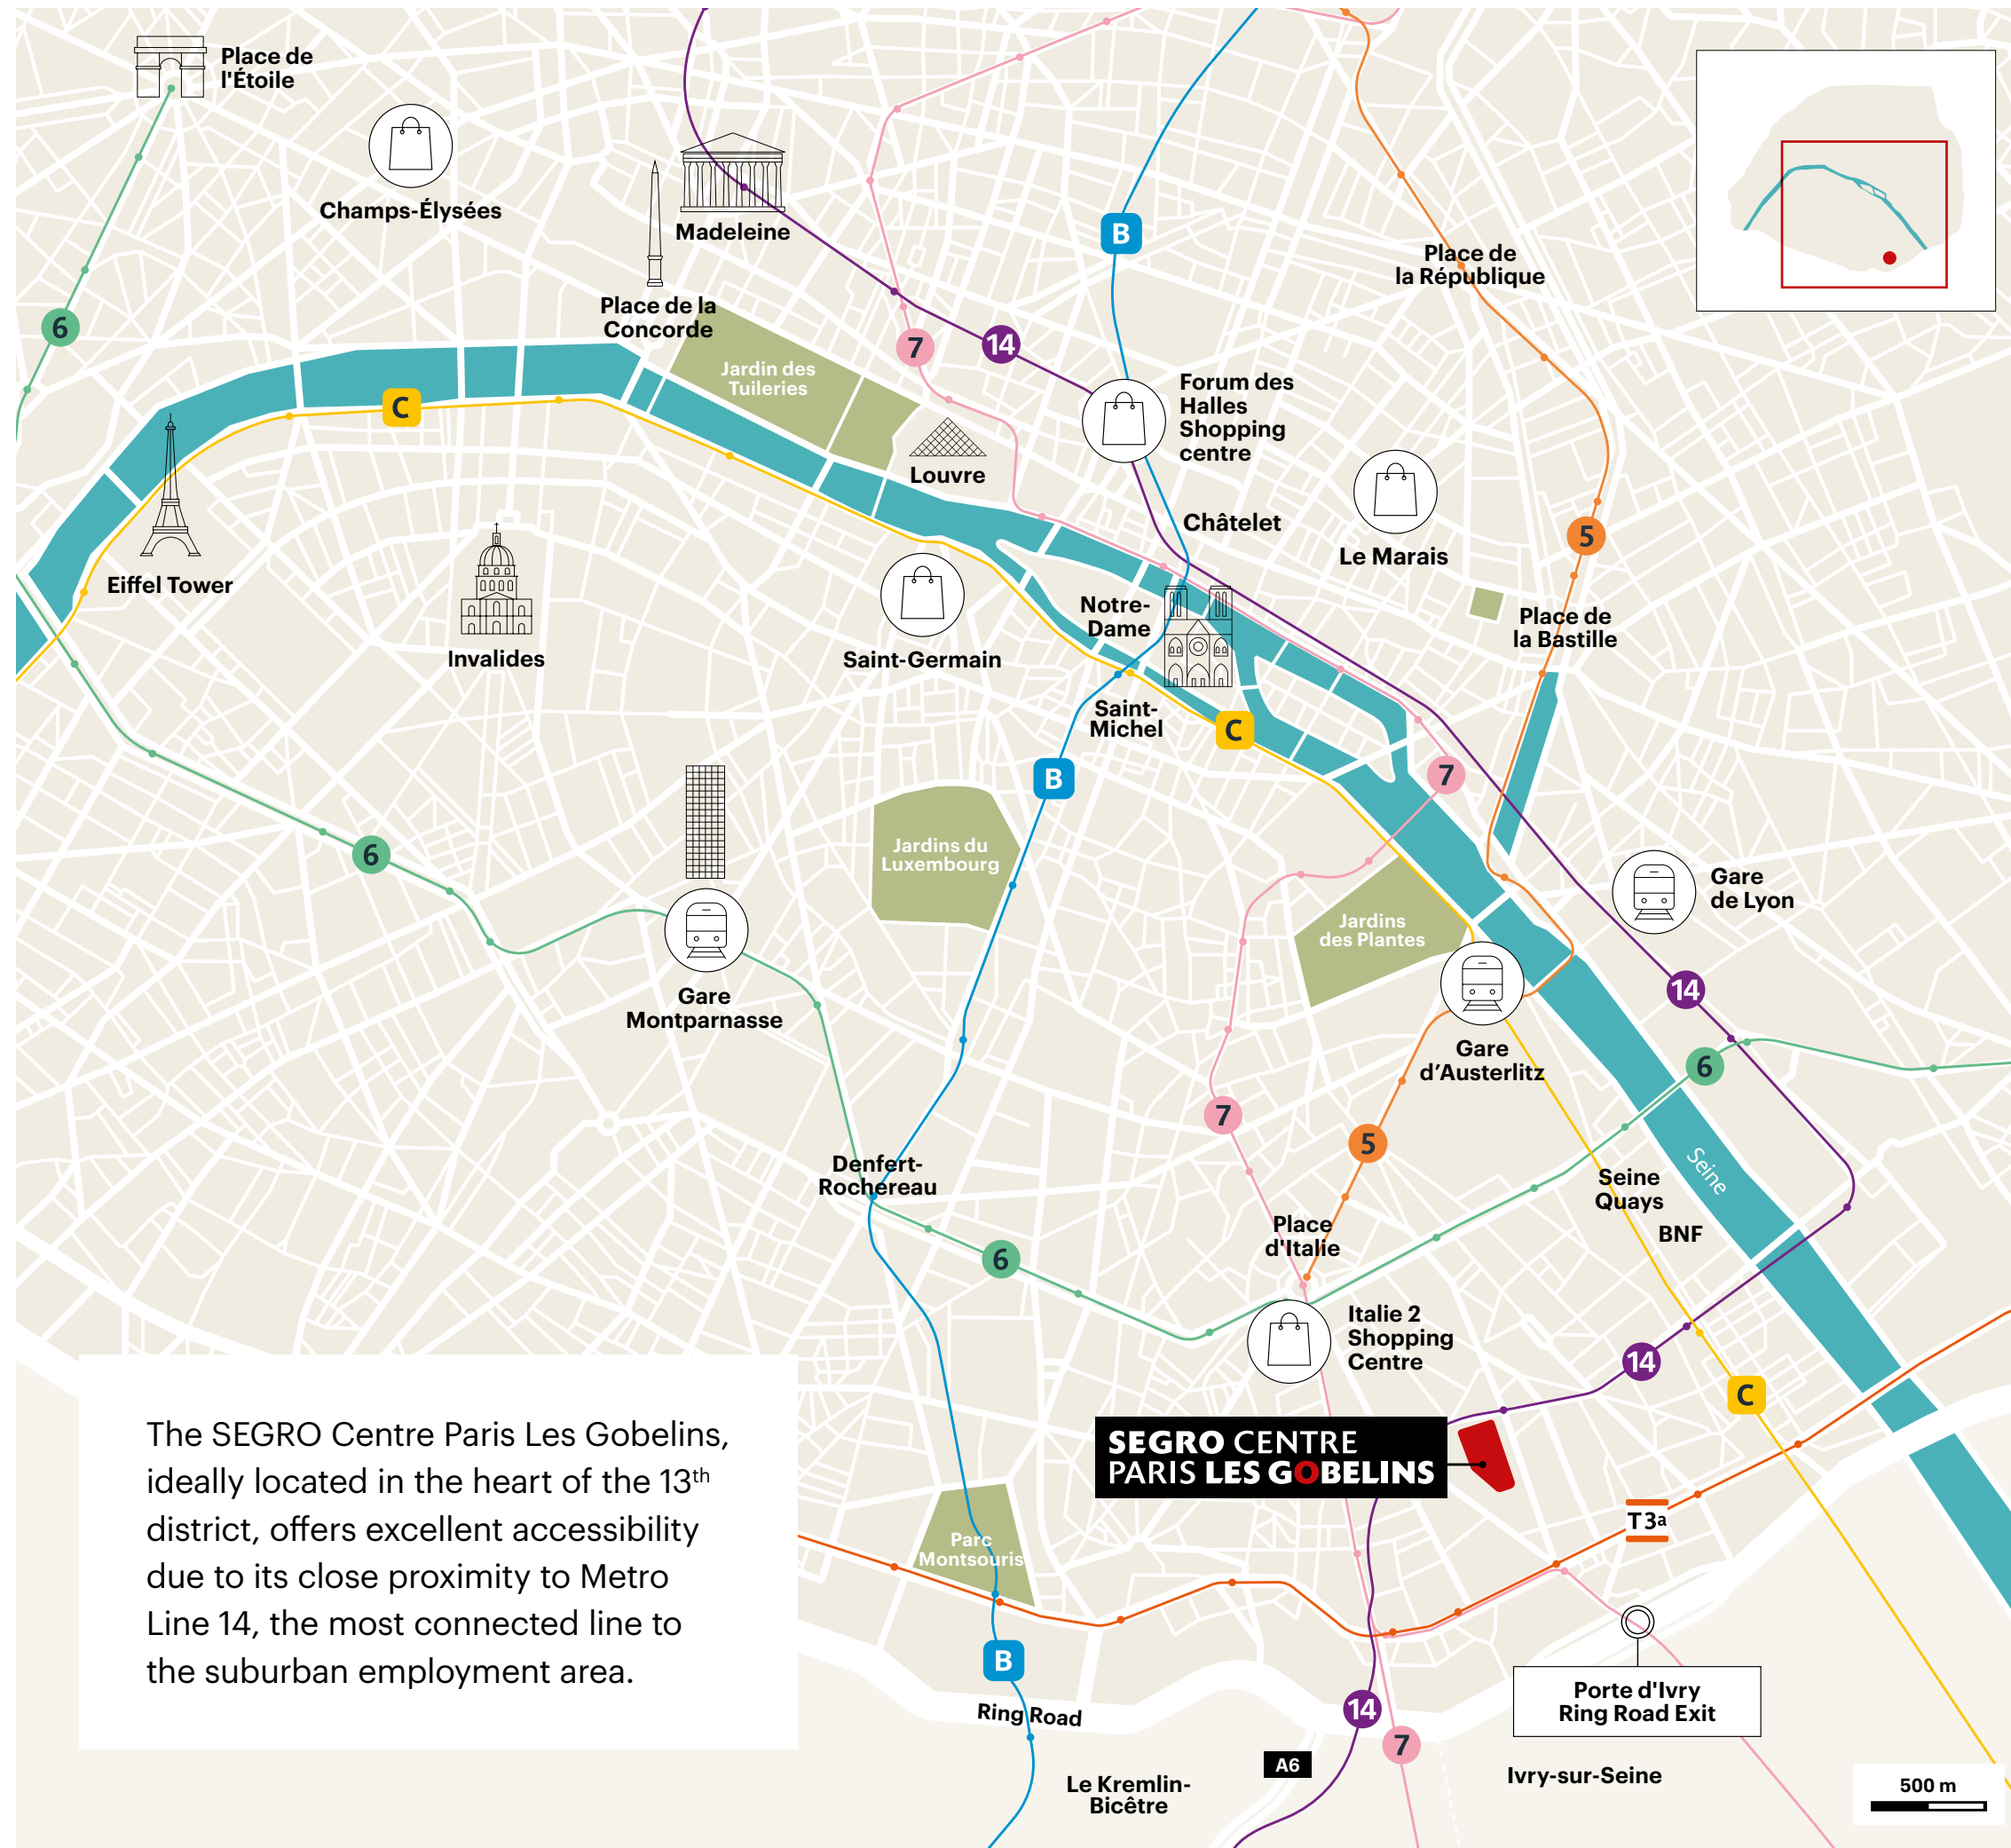 Place de
l'Étoile
Champs-Élysées
Madeleine
Place de la
Concorde
B
Place de
la République
6
7
14
C
Jardin des
Tuileries
Forum des
Halles
Shopping
centre
Louvre
Châtelet
Le Marais
5
Eiffel Tower
Invalides
Saint-Germain
Notre-
Dame
Place de
la Bastille
Saint-
Michel
C
B
7
6
Jardins du
Luxembourg
Jardins
des Plantes
Gare
de Lyon
Gare
Montparnasse
14
Gare
d'Austerlitz
6
7
5
Denfert-
Rochereau
Seine
Seine
Quays
BNF
Place
d'Italie
6
Italie 2
Shopping
Centre
14
C
SEGRO CENTRE
PARIS LES GOBELINS
The SEGRO Centre Paris Les Gobelins,
ideally located in the heart of the 13th
district, offers excellent accessibility
due to its close proximity to Metro
Line 14, the most connected line to
the suburban employment area.
Parc
Montsouris
T3a
B
Ring Road
14
7
Porte d'Ivry
Ring Road Exit
A6
Le Kremlin-
Bicêtre
Ivry-sur-Seine
500 m